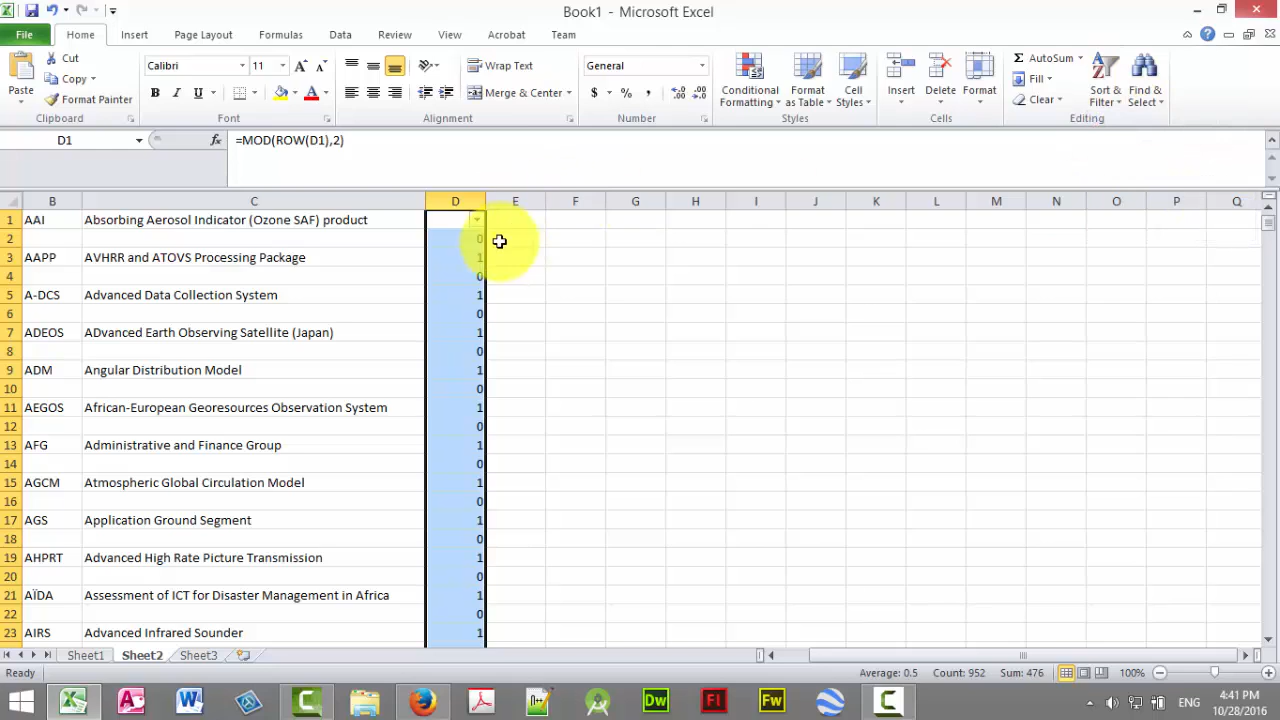 Book1 - Microsoft Excel
File Home Insert Page Layout Formulas Data Review View Acrobat Team
Paste
Cut
Copy
Format Painter
Clipboard
Calibri 11
B I U
Font
Wrap Text
Merge & Center
Alignment
General
$ % ,
Number
Conditional Formatting
Format as Table
Cell Styles
Styles
Insert
Delete
Format
Cells
AutoSum
Fill
Clear
Sort & Filter
Find & Select
Editing
D1 fx =MOD(ROW(D1),2)
B C D E F G H I J K L M N O P Q
1 AAI Absorbing Aerosol Indicator (Ozone SAF) product
2 0
3 AAPP AVHRR and ATOVS Processing Package 1
4 0
5 A-DCS Advanced Data Collection System 1
6 0
7 ADEOS ADvanced Earth Observing Satellite (Japan) 1
8 0
9 ADM Angular Distribution Model 1
10 0
11 AEGOS African-European Georesources Observation System 1
12 0
13 AFG Administrative and Finance Group 1
14 0
15 AGCM Atmospheric Global Circulation Model 1
16 0
17 AGS Application Ground Segment 1
18 0
19 AHPRT Advanced High Rate Picture Transmission 1
20 0
21 AÏDA Assessment of ICT for Disaster Management in Africa 1
22 0
23 AIRS Advanced Infrared Sounder 1
Sheet1 Sheet2 Sheet3
Ready Average: 0.5 Count: 952 Sum: 476 100%
ENG
4:41 PM
10/28/2016